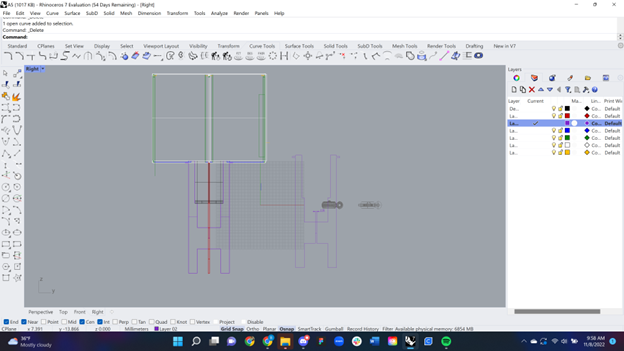 A5 (1017 KB) - Rhinoceros 7 Evaluation (54 Days Remaining) - [Right]
File Edit View Curve Surface SubD Solid Mesh Dimension Transform Tools Analyze Render Panels Help
1 open curve added to selection.
Command: _Delete
Command:
Standard CPlanes Set View Display Select Viewport Layout Visibility Transform Curve Tools Surface Tools Solid Tools SubD Tools Mesh Tools Render Tools Drafting New in V7
Right
Layers
Layer Current Ma... Lin... Print Wi
De... Co... Default
La... Co... Default
La... Co... Default
La... Co... Default
La... Co... Default
La... Co... Default
La... Co... Default
Perspective Top Front Right
End Near Point Mid Cen Int Perp Tan Quad Knot Vertex Project Disable
CPlane x 7.391 y -13.866 z 0.000 Millimeters Layer 02 Grid Snap Ortho Planar Osnap SmartTrack Gumball Record History Filter Available physical memory: 6854 MB
36°F
Mostly cloudy
9:58 AM
11/8/2022